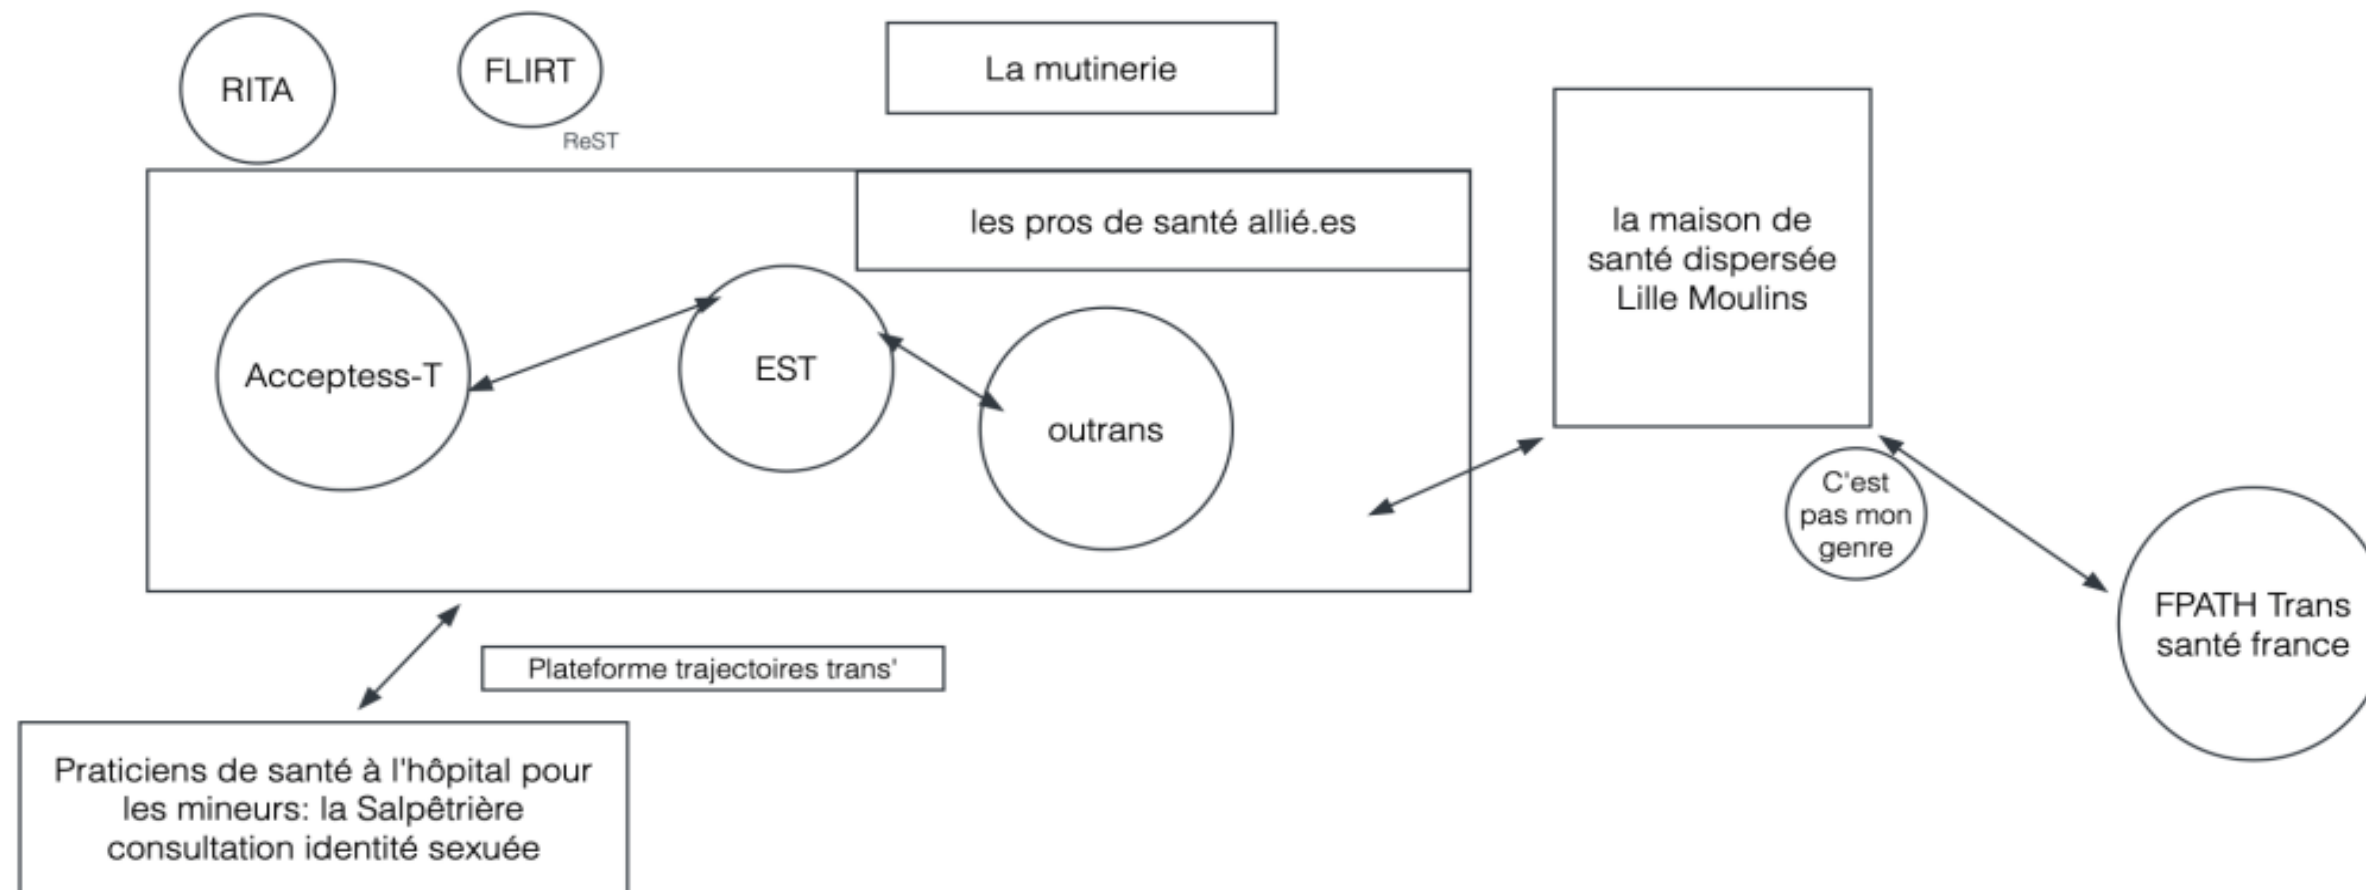 RITA
FLIRT
ReST
La mutinerie
les pros de santé allié.es
Acceptess-T
EST
outrans
la maison de
santé dispersée
Lille Moulins
C'est
pas mon
genre
FPATH Trans
santé france
Plateforme trajectoires trans'
Praticiens de santé à l'hôpital pour
les mineurs: la Salpêtrière
consultation identité sexuée